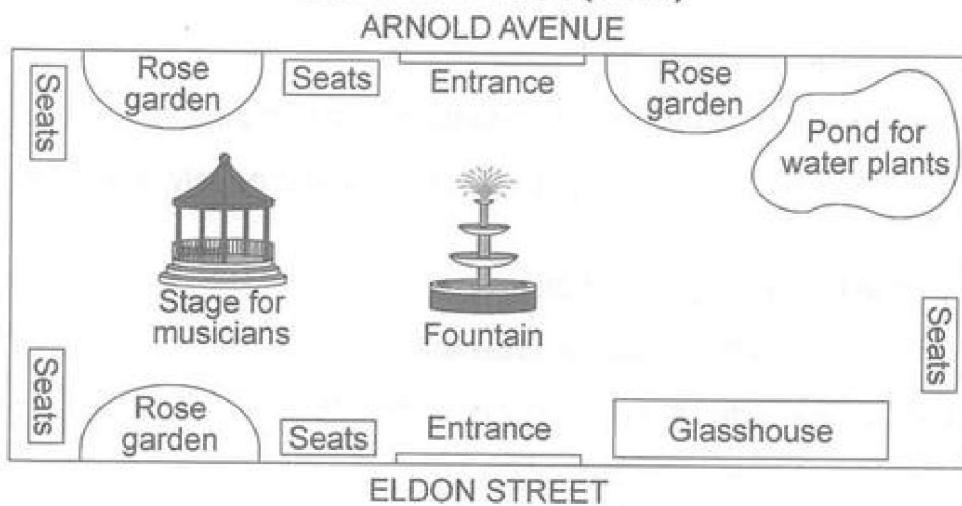 ARNOLD AVENUE
Seats
Rose
garden
Seats
Entrance
Rose
garden
Pond for
water plants
Stage for
musicians
Fountain
Seats
Seats
Rose
garden
Seats
Entrance
Glasshouse
ELDON STREET